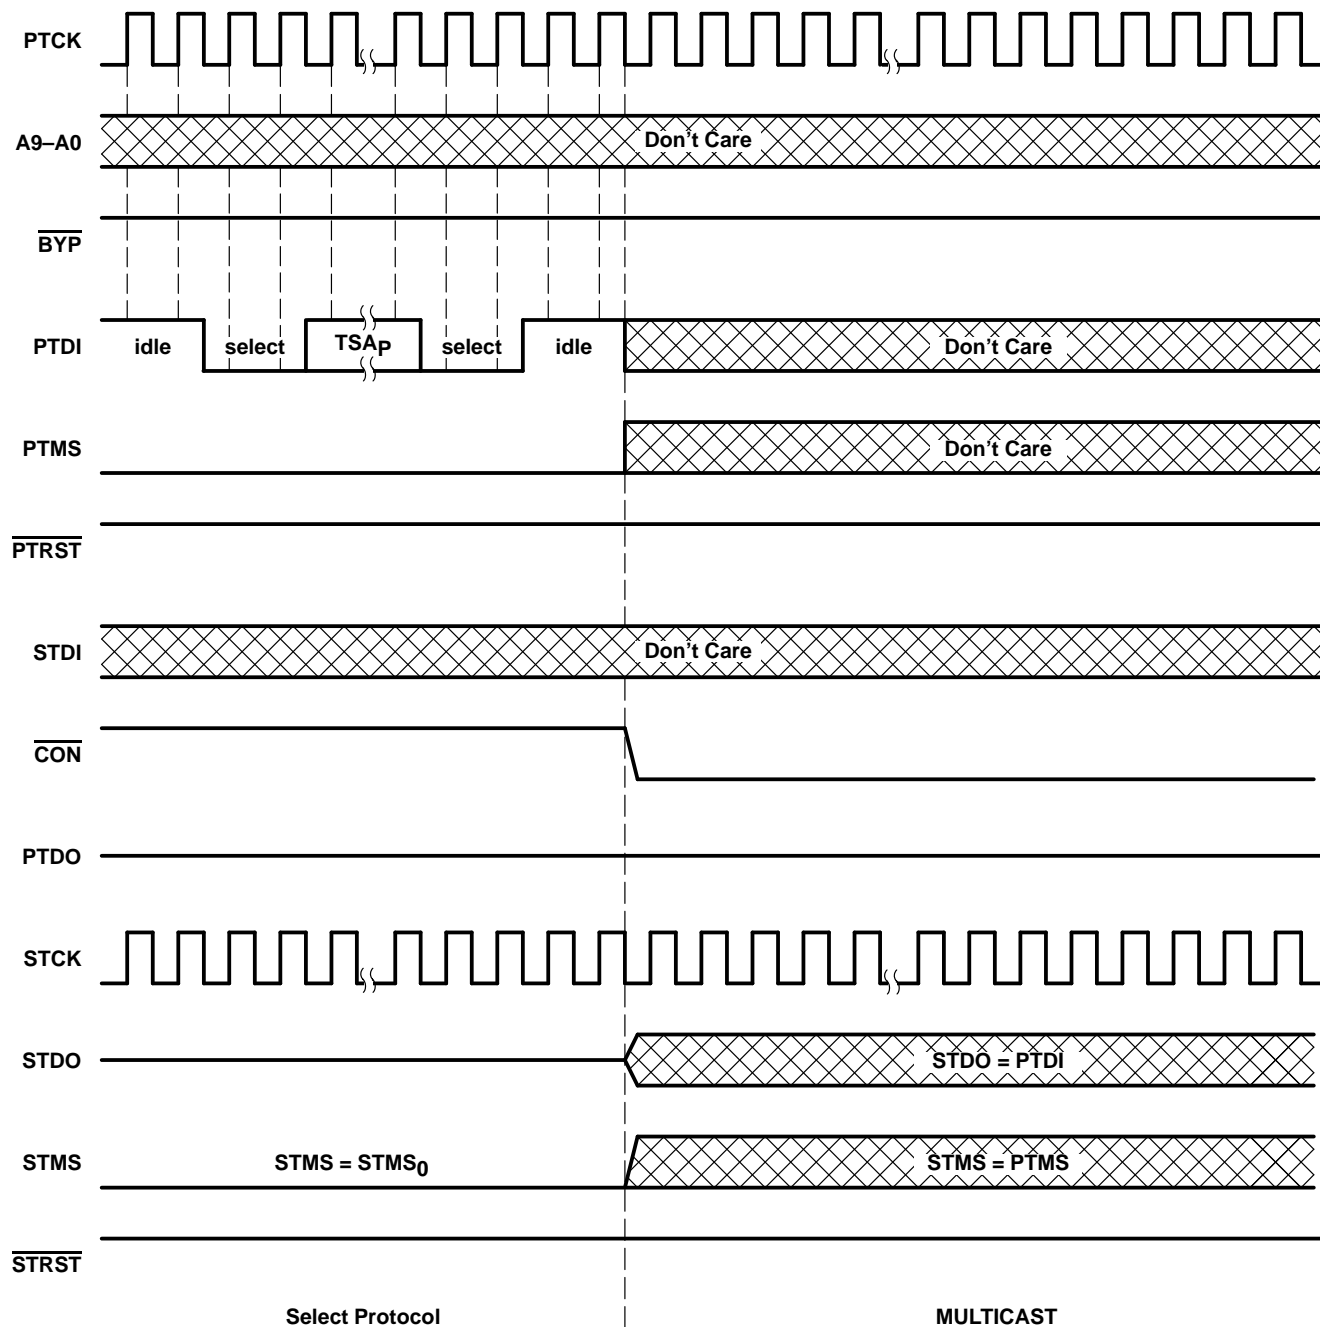 PTCK
A9–A0 Don't Care
BYP
PTDI idle select TSAP select idle Don't Care
PTMS Don't Care
PTRST
STDI Don't Care
CON
PTDO
STCK
STDO STDO = PTDI
STMS STMS = STMS0 STMS = PTMS
STRST
Select Protocol MULTICAST